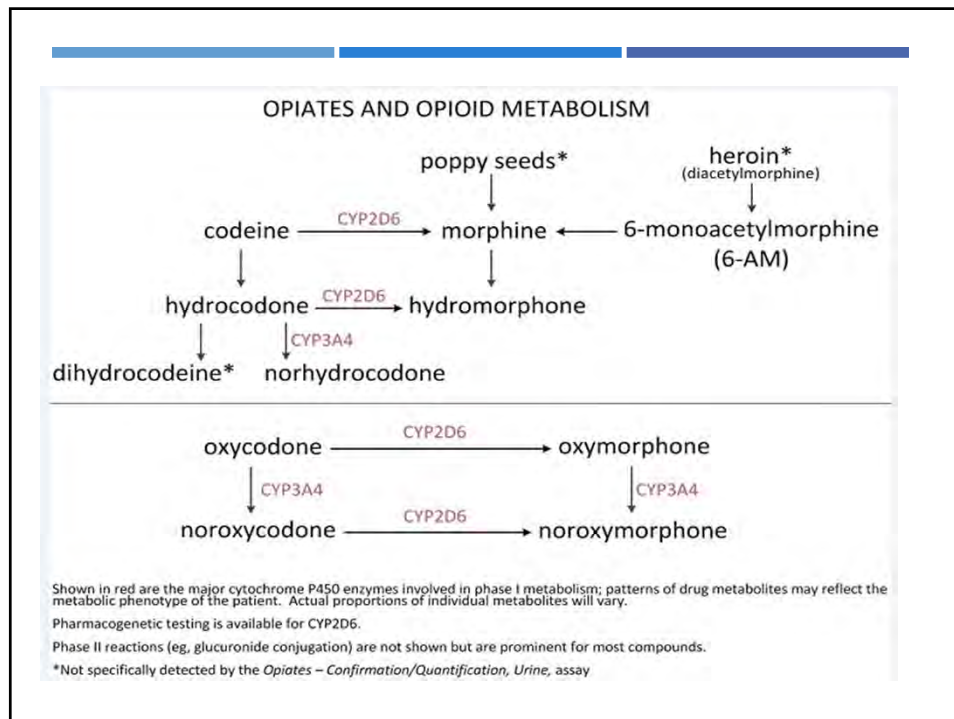 OPIATES AND OPIOID METABOLISM
poppy seeds*
heroin*
(diacetylmorphine)
codeine CYP2D6 morphine 6-monoacetylmorphine
(6-AM)
hydrocodone CYP2D6 hydromorphone
CYP3A4
dihydrocodeine* norhydrocodone
oxycodone CYP2D6 oxymorphone
CYP3A4 CYP3A4
noroxycodone CYP2D6 noroxymorphone
Shown in red are the major cytochrome P450 enzymes involved in phase I metabolism; patterns of drug metabolites may reflect the
metabolic phenotype of the patient. Actual proportions of individual metabolites will vary.
Pharmacogenetic testing is available for CYP2D6.
Phase II reactions (eg, glucuronide conjugation) are not shown but are prominent for most compounds.
*Not specifically detected by the Opiates – Confirmation/Quantification, Urine, assay